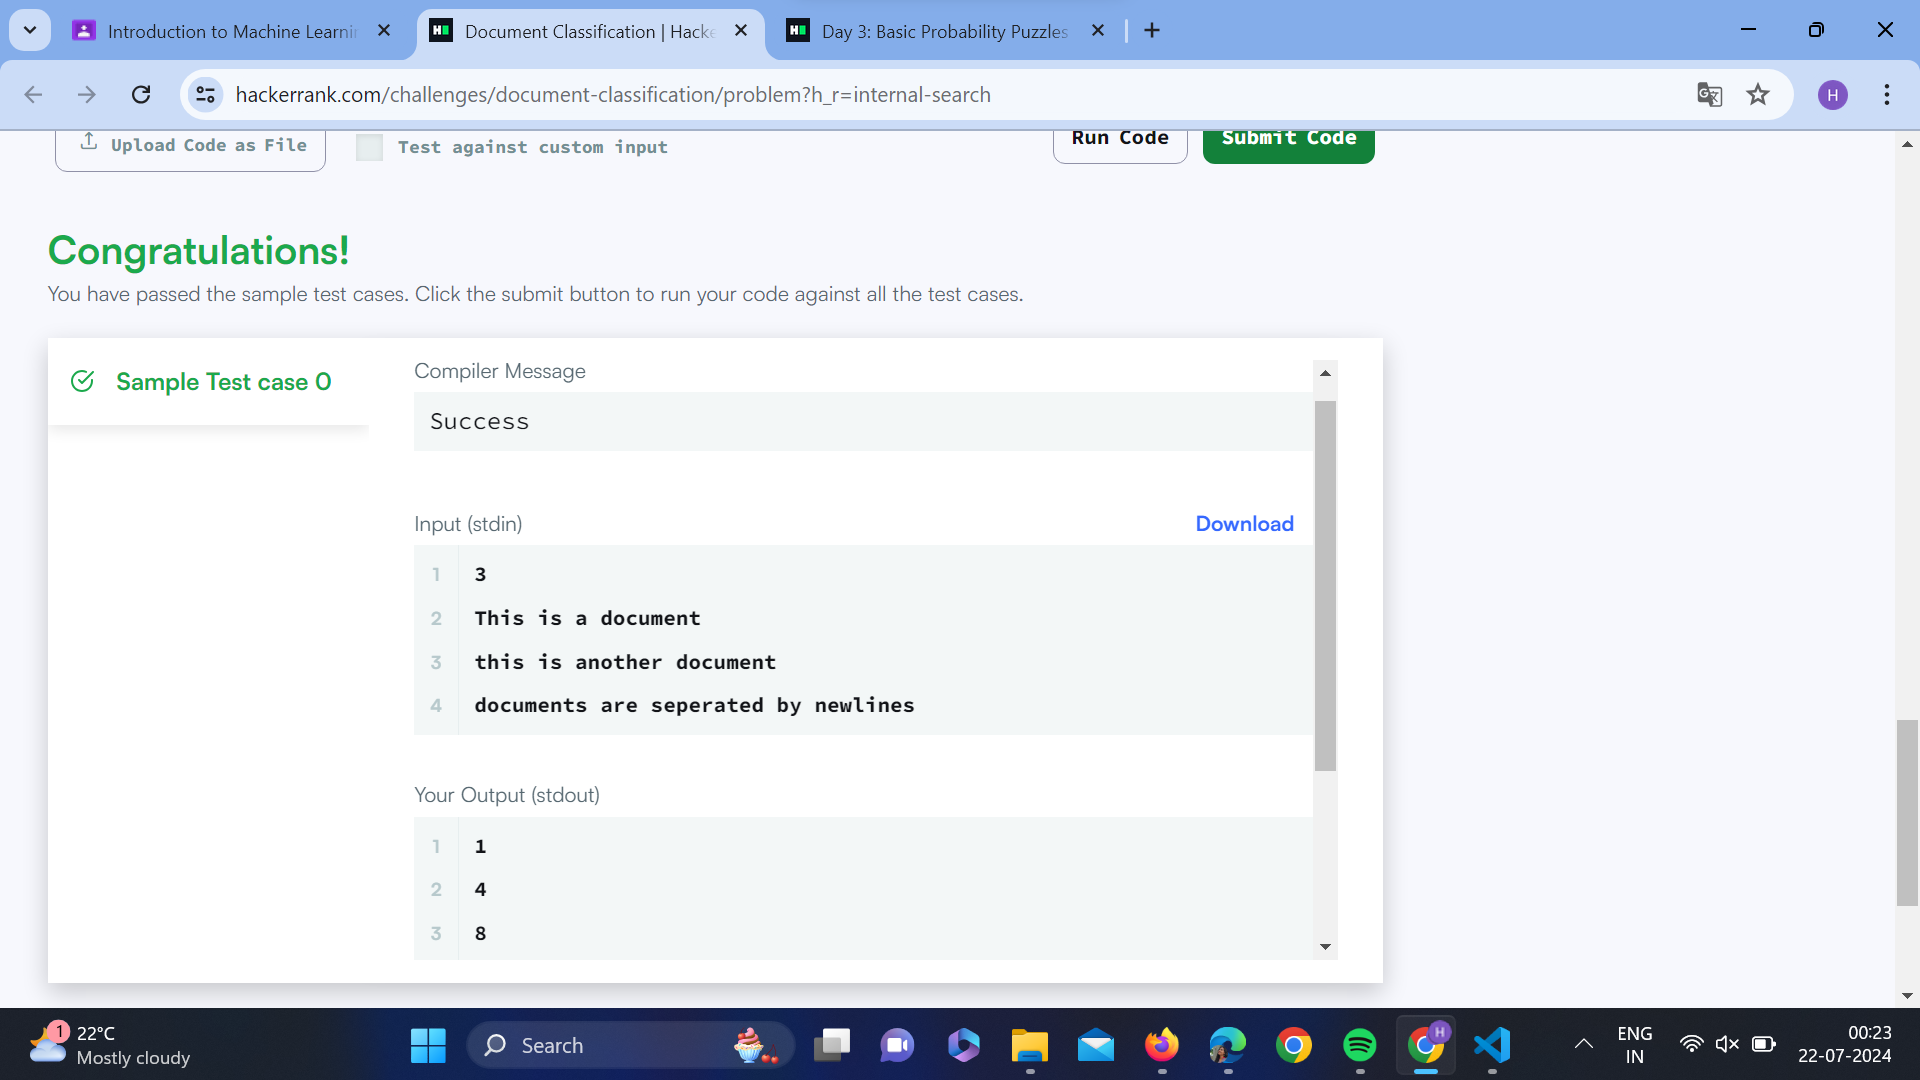 Introduction to Machine Learni
Document Classification | Hacke
Day 3: Basic Probability Puzzles
hackerrank.com/challenges/document-classification/problem?h_r=internal-search
H
Upload Code as File
Test against custom input
Run Code
Submit Code
Congratulations!
You have passed the sample test cases. Click the submit button to run your code against all the test cases.
Sample Test case 0
Compiler Message
Success
Input (stdin)
Download
1 3
2 This is a document
3 this is another document
4 documents are seperated by newlines
Your Output (stdout)
1 1
2 4
3 8
1
22°C
Mostly cloudy
Search
H
ENG
IN
00:23
22-07-2024